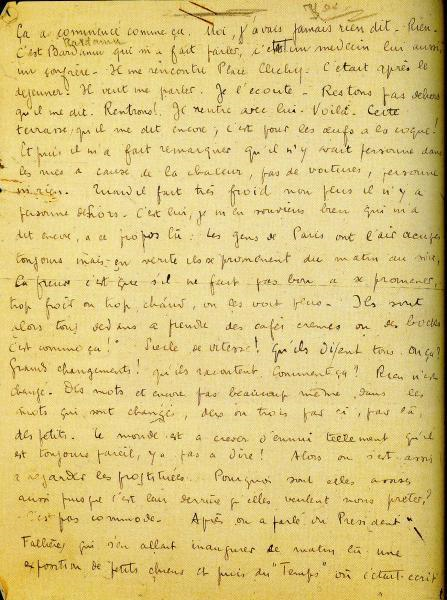 Ça a commencé comme ça. Moi, j'avais jamais rien dit. Rien.
Bardamu
C'est Bardamu qui m'a fait parler, c'était un médecin lui aussi,
un confrère. Il me rencontre Place Clichy. C'était après le
déjeuner. Il veut me parler. Je l'écoute. Restons pas dehors
qu'il me dit. Rentrons! Je rentre avec lui. Voilà. Cette
terrasse, qu'il me dit encore, c'est pour les œufs à la coque!
Et puis il m'a fait remarquer qu'il n'y avait personne dans
les rues à cause de la chaleur, pas de voitures, personne
ni rien. Quand il fait très froid non plus il n'y a
personne dehors. C'est lui, je m'en souviens bien qui m'a
dit encore, à ce propos là: Les gens de Paris ont l'air occupés
toujours mais en vérité ils se promènent du matin au soir,
La preuve c'est que s'il ne fait pas bon à se promener,
trop froid ou trop chaud, on les voit plus. Ils sont
alors tous dedans à prendre des cafés crèmes ou des bocks
C'est comme ça! Siècle de vitesse! Qu'ils disent tous. Où ça?
Grands changements! qu'ils racontent. Comment ça? Rien n'est
changé. Des mots et encore pas beaucoup même, dans les
mots qui sont changés, deux ou trois par ci, par là,
des petits. Le monde est à crever d'ennui tellement qu'il
est toujours pareil, y'a pas à dire! Alors on s'est assis
à regarder les prostituées. Pourquoi sont elles assises
aussi puisque c'est leur derrière qu'elles veulent nous prêter?
C'est pas commode. Après on a parlé du Président
Fallières qui s'en allait inaugurer ce matin là une
exposition de petits chiens et puis du "Temps" où c'était écrit